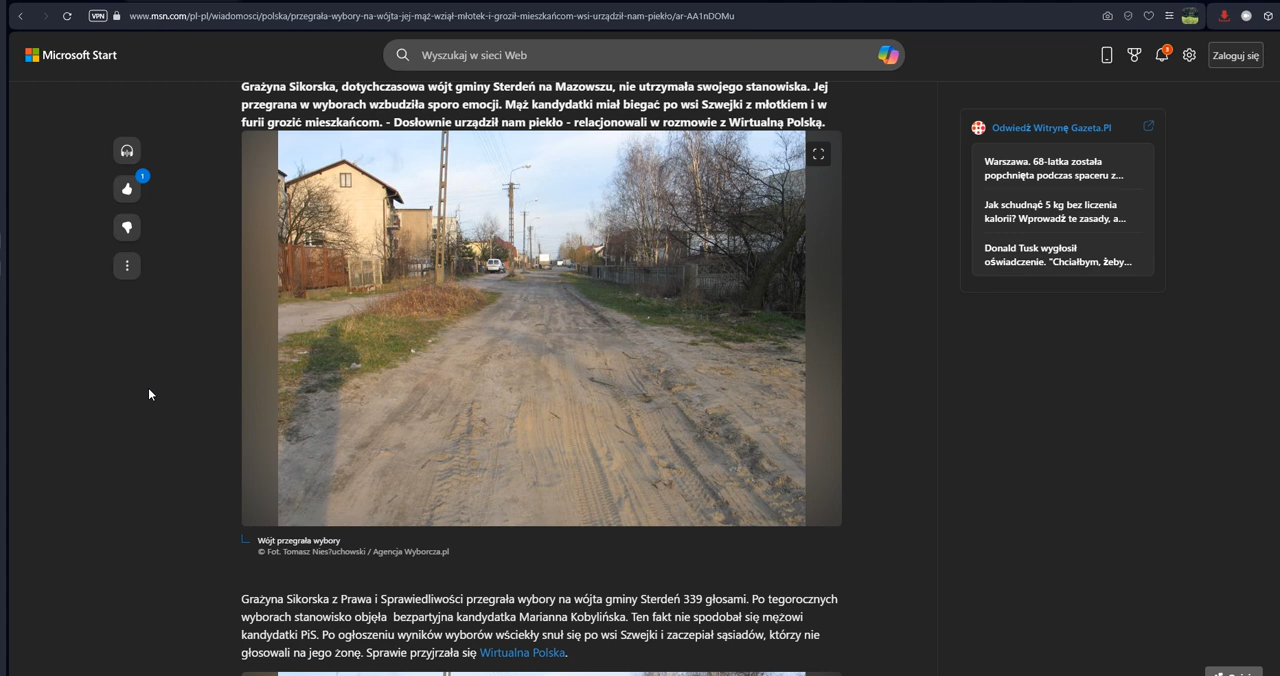 VPN
www.msn.com/pl-pl/wiadomosci/polska/przegrała-wybory-na-wójta-jej-mąż-wziął-młotek-i-groził-mieszkańcom-wsi-urządził-nam-piekło/ar-AA1nDOMu
Microsoft Start
Wyszukaj w sieci Web
3
Zaloguj się
Grażyna Sikorska, dotychczasowa wójt gminy Sterdeń na Mazowszu, nie utrzymała swojego stanowiska. Jej
przegrana w wyborach wzbudziła sporo emocji. Mąż kandydatki miał biegać po wsi Szwejki z młotkiem i w
furii grozić mieszkańcom. - Dosłownie urządził nam piekło - relacjonowali w rozmowie z Wirtualną Polską.
1
Odwiedź Witrynę Gazeta.Pl
Warszawa. 68-latka została
popchnięta podczas spaceru z...
Jak schudnąć 5 kg bez liczenia
kalorii? Wprowadź te zasady, a...
Donald Tusk wygłosił
oświadczenie. "Chciałbym, żeby...
Wójt przegrała wybory
© Fot. Tomasz Nies?uchowski / Agencja Wyborcza.pl
Grażyna Sikorska z Prawa i Sprawiedliwości przegrała wybory na wójta gminy Sterdeń 339 głosami. Po tegorocznych
wyborach stanowisko objęła bezpartyjna kandydatka Marianna Kobylińska. Ten fakt nie spodobał się mężowi
kandydatki PiS. Po ogłoszeniu wyników wyborów wściekły snuł się po wsi Szwejki i zaczepiał sąsiadów, którzy nie
głosowali na jego żonę. Sprawie przyjrzała się Wirtualna Polska.